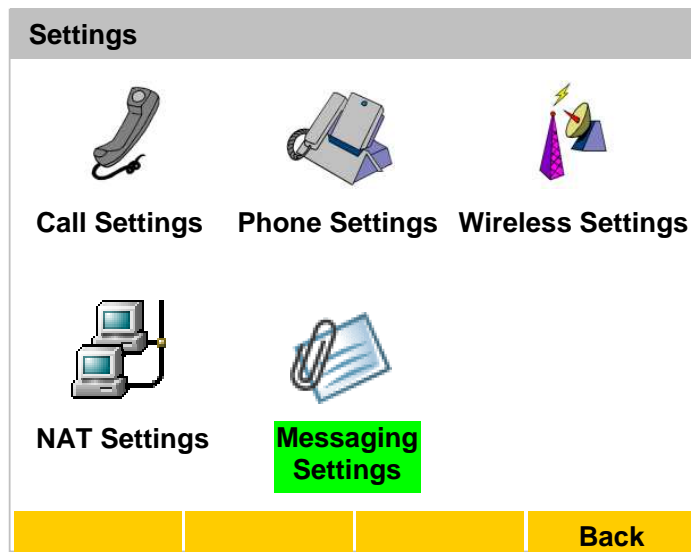 Settings
Call Settings
Phone Settings
Wireless Settings
NAT Settings
Messaging
Settings
Back